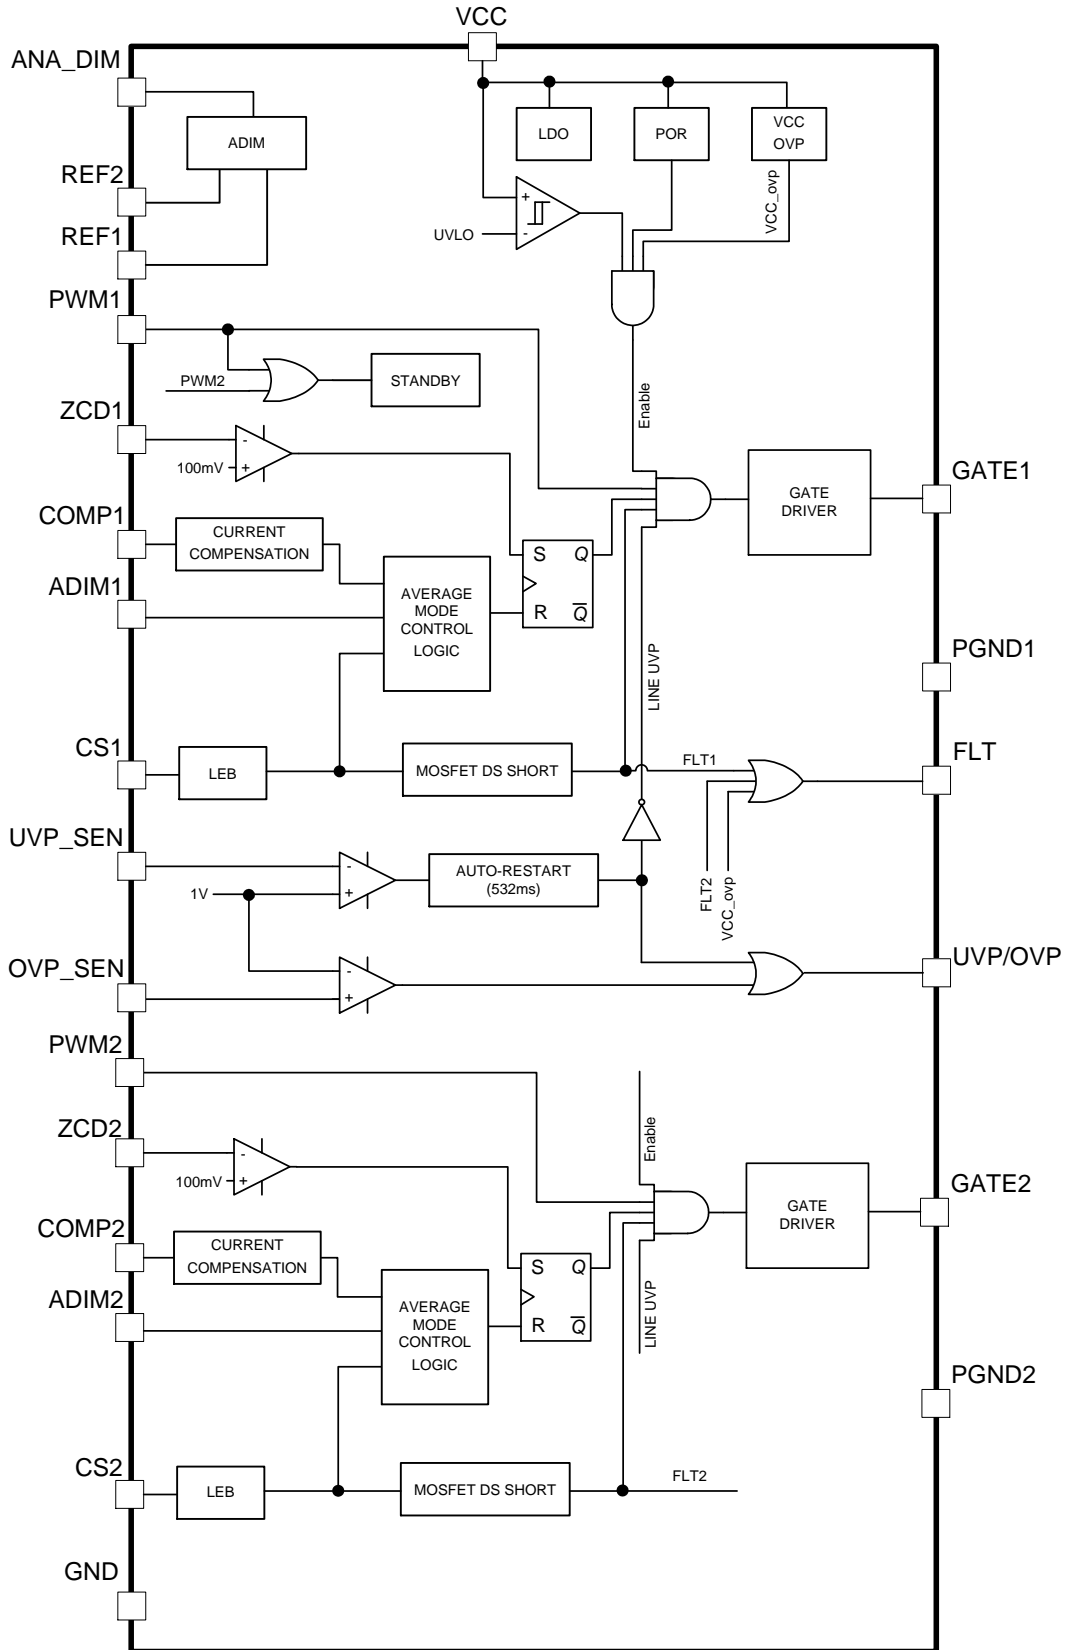 VCC
ANA_DIM
ADIM
LDO
POR
VCC
OVP
REF2
VCC_ovp
+
-
UVLO
REF1
PWM1
PWM2
STANDBY
Enable
ZCD1
-
100mV
+
GATE
DRIVER
GATE1
COMP1
CURRENT
COMPENSATION
S
Q
R
Q
ADIM1
AVERAGE
MODE
CONTROL
LOGIC
LINE UVP
PGND1
CS1
LEB
MOSFET DS SHORT
FLT1
FLT
UVP_SEN
-
1V
+
AUTO-RESTART
(532ms)
FLT2
VCC_ovp
OVP_SEN
-
+
UVP/OVP
PWM2
Enable
ZCD2
-
100mV
+
GATE
DRIVER
GATE2
COMP2
CURRENT
COMPENSATION
S
Q
R
Q
LINE UVP
ADIM2
AVERAGE
MODE
CONTROL
LOGIC
PGND2
CS2
LEB
MOSFET DS SHORT
FLT2
GND